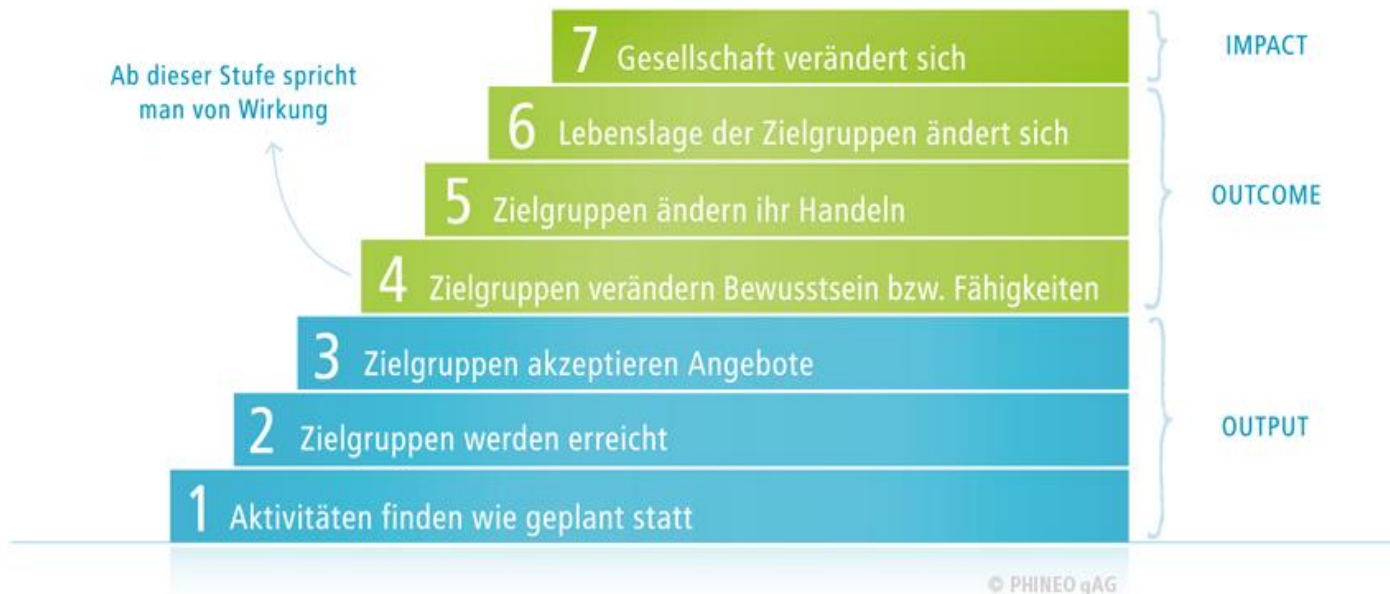 7 Gesellschaft verändert sich
IMPACT
Ab dieser Stufe spricht
man von Wirkung
6 Lebenslage der Zielgruppen ändert sich
5 Zielgruppen ändern ihr Handeln
OUTCOME
4 Zielgruppen verändern Bewusstsein bzw. Fähigkeiten
3 Zielgruppen akzeptieren Angebote
2 Zielgruppen werden erreicht
OUTPUT
1 Aktivitäten finden wie geplant statt
© PHINEO gAG